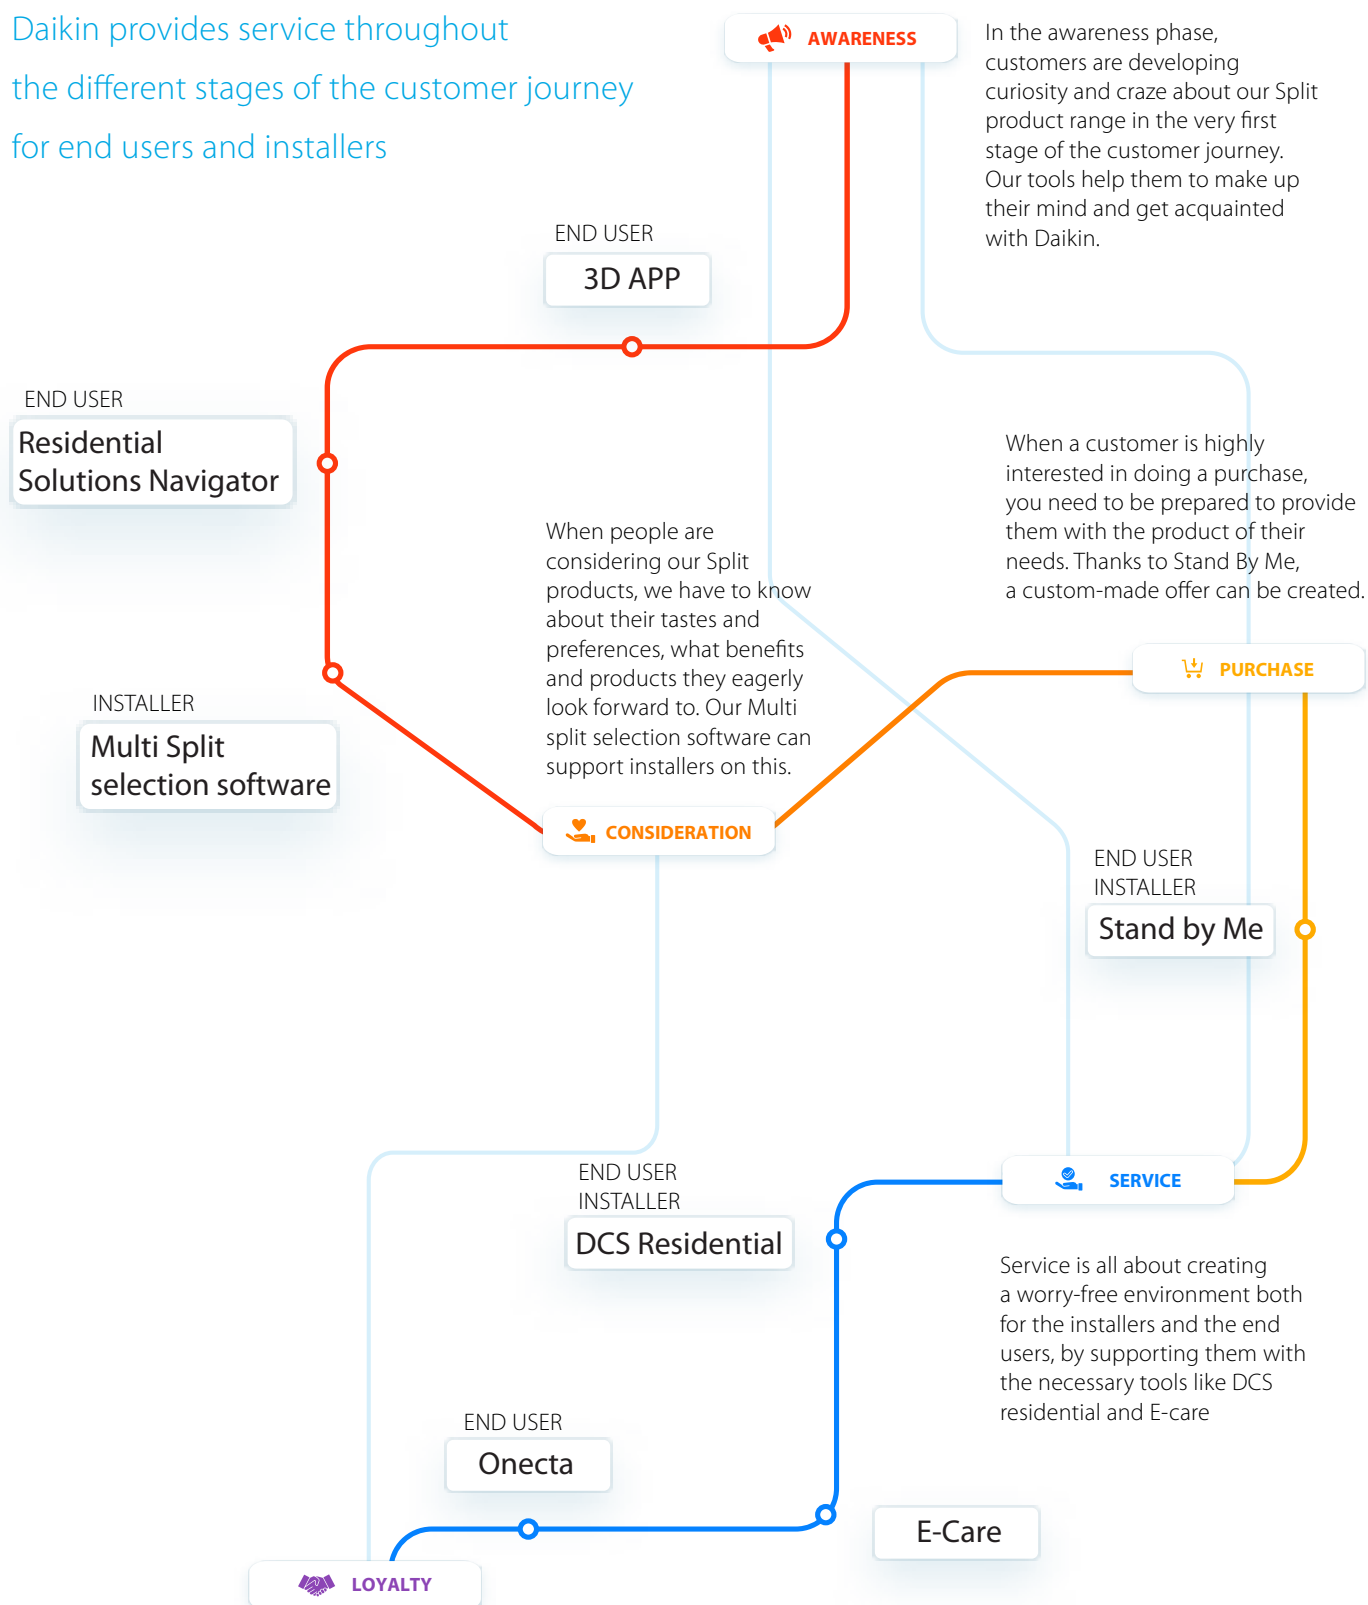 Daikin provides service throughout
the different stages of the customer journey
for end users and installers
AWARENESS
In the awareness phase,
customers are developing
curiosity and craze about our Split
product range in the very first
stage of the customer journey.
Our tools help them to make up
their mind and get acquainted
with Daikin.
END USER
3D APP
END USER
Residential
Solutions Navigator
INSTALLER
Multi Split
selection software
When people are
considering our Split
products, we have to know
about their tastes and
preferences, what benefits
and products they eagerly
look forward to. Our Multi
split selection software can
support installers on this.
CONSIDERATION
When a customer is highly
interested in doing a purchase,
you need to be prepared to provide
them with the product of their
needs. Thanks to Stand By Me,
a custom-made offer can be created.
PURCHASE
END USER
INSTALLER
Stand by Me
SERVICE
Service is all about creating
a worry-free environment both
for the installers and the end
users, by supporting them with
the necessary tools like DCS
residential and E-care
END USER
INSTALLER
DCS Residential
E-Care
END USER
Onecta
LOYALTY